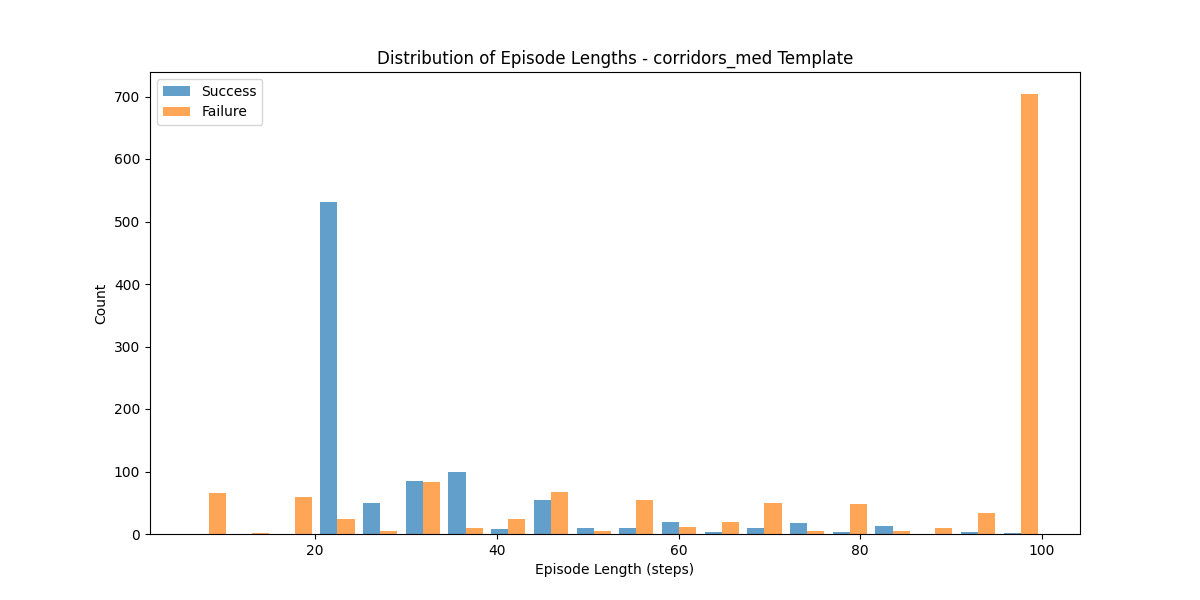 Distribution of Episode Lengths - corridors_med Template
Success
Failure
700
600
500
400
300
200
100
0
Count
20
40
60
80
100
Episode Length (steps)